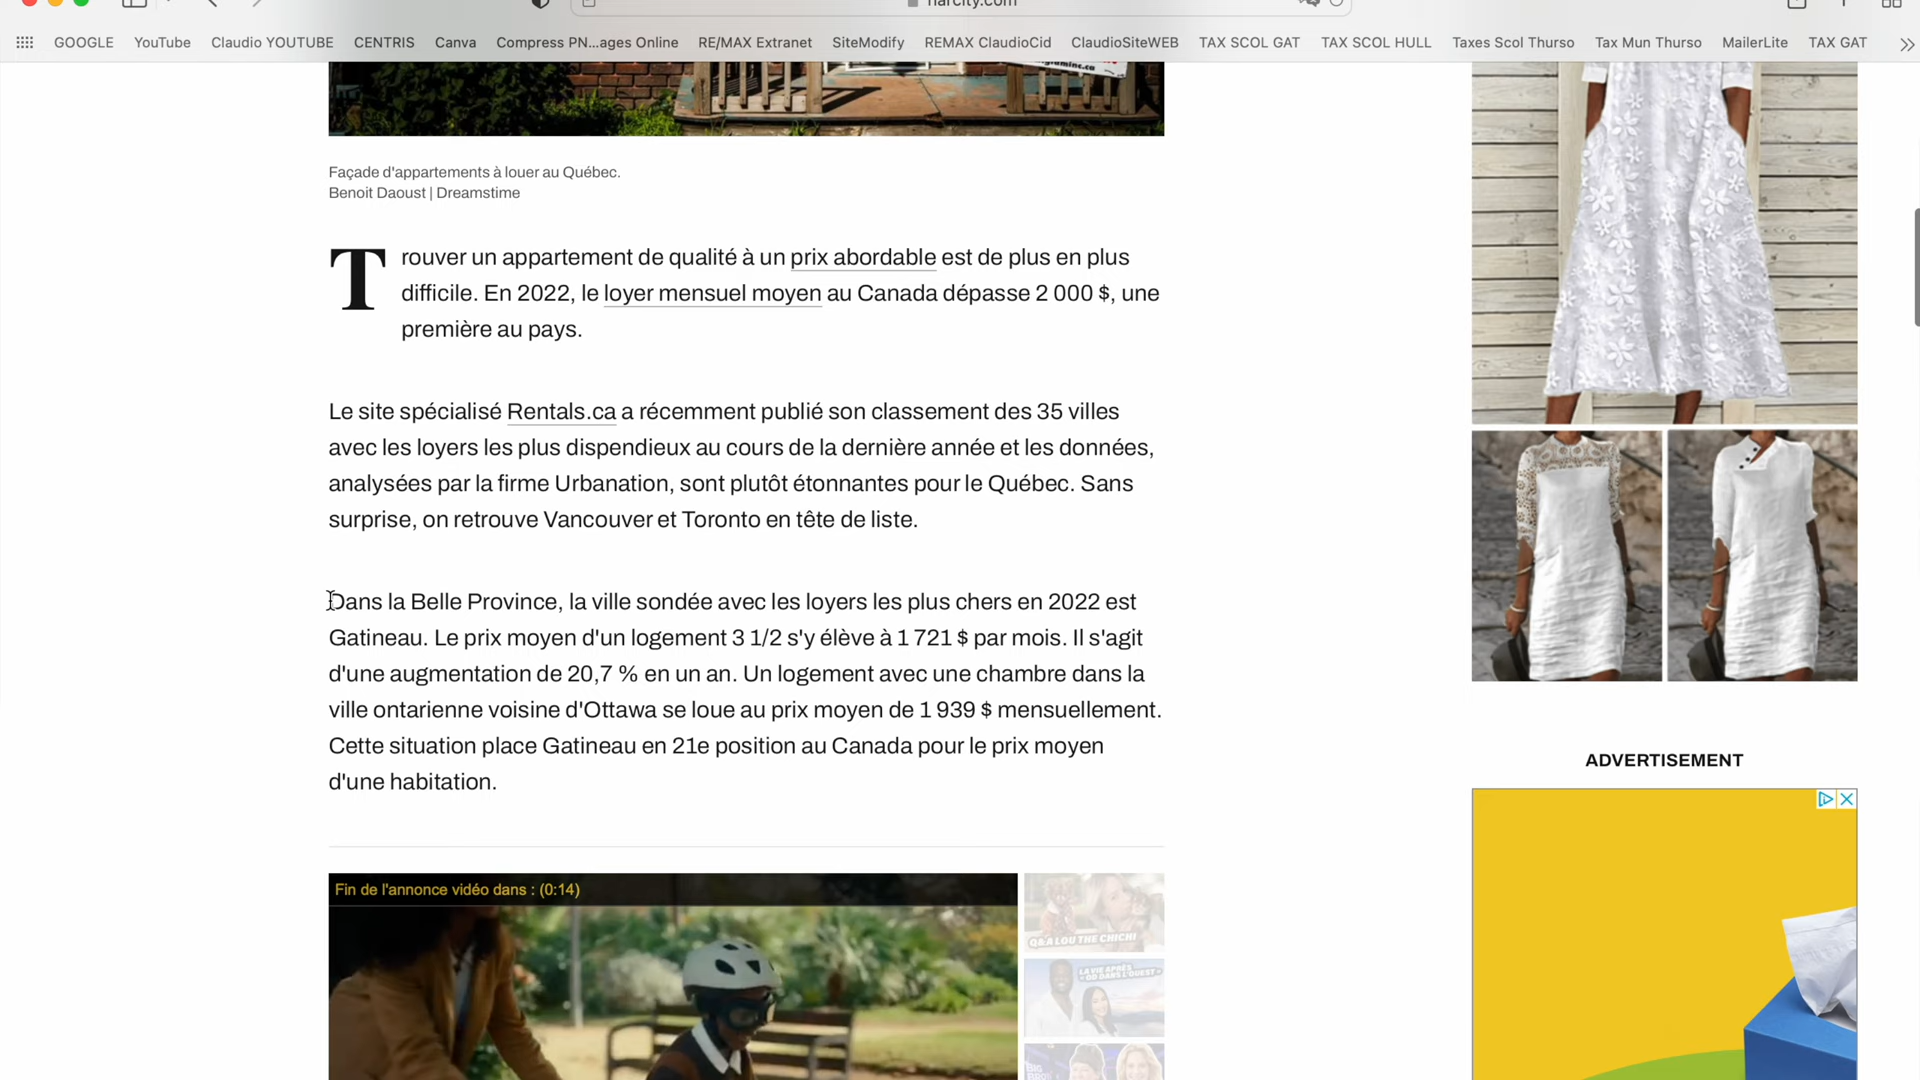 narcity.com
GOOGLE YouTube Claudio YOUTUBE CENTRIS Canva Compress PN...ages Online RE/MAX Extranet SiteModify REMAX ClaudioCid ClaudioSiteWEB TAX SCOL GAT TAX SCOL HULL Taxes Scol Thurso Tax Mun Thurso MailerLite TAX GAT
Façade d'appartements à louer au Québec.
Benoit Daoust | Dreamstime
Trouver un appartement de qualité à un prix abordable est de plus en plus
difficile. En 2022, le loyer mensuel moyen au Canada dépasse 2 000 $, une
première au pays.
Le site spécialisé Rentals.ca a récemment publié son classement des 35 villes
avec les loyers les plus dispendieux au cours de la dernière année et les données,
analysées par la firme Urbanation, sont plutôt étonnantes pour le Québec. Sans
surprise, on retrouve Vancouver et Toronto en tête de liste.
Dans la Belle Province, la ville sondée avec les loyers les plus chers en 2022 est
Gatineau. Le prix moyen d'un logement 3 1/2 s'y élève à 1 721 $ par mois. Il s'agit
d'une augmentation de 20,7 % en un an. Un logement avec une chambre dans la
ville ontarienne voisine d'Ottawa se loue au prix moyen de 1 939 $ mensuellement.
Cette situation place Gatineau en 21e position au Canada pour le prix moyen
d'une habitation.
Fin de l'annonce vidéo dans : (0:14)
Q&A LOU THE CHICHI
LA VIE APRÈS
« OD DANS L'OUEST »
BIG
ADVERTISEMENT